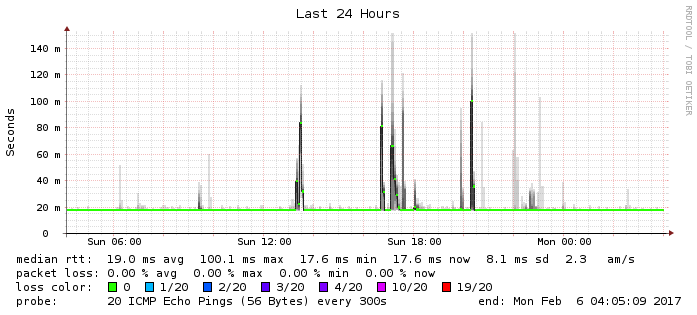 Last 24 Hours
RRDTOOL / TOBI OETIKER
Seconds
140 m
120 m
100 m
80 m
60 m
40 m
20 m
0
Sun 06:00 Sun 12:00 Sun 18:00 Mon 00:00
median rtt: 19.0 ms avg 100.1 ms max 17.6 ms min 17.6 ms now 8.1 ms sd 2.3 am/s
packet loss: 0.00 % avg 0.00 % max 0.00 % min 0.00 % now
loss color: 0 1/20 2/20 3/20 4/20 10/20 19/20
probe: 20 ICMP Echo Pings (56 Bytes) every 300s end: Mon Feb 6 04:05:09 2017